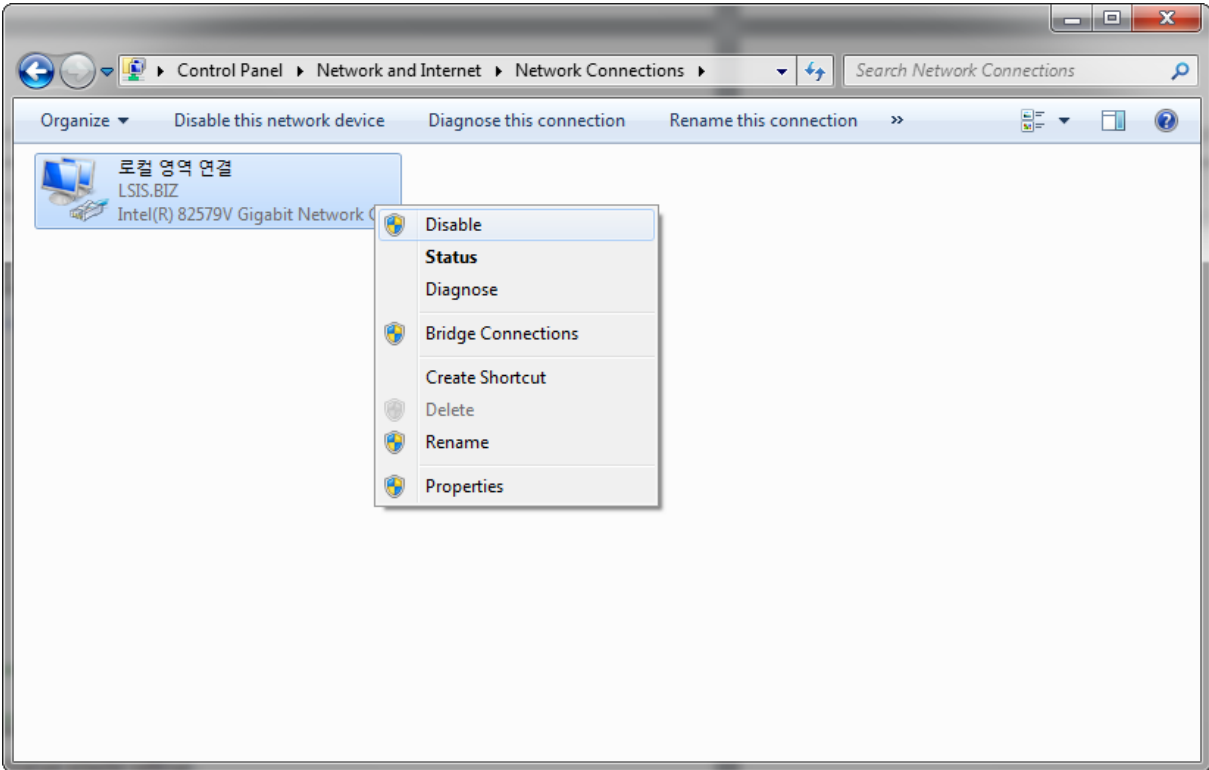 Control Panel ▸ Network and Internet ▸ Network Connections ▸
Search Network Connections
Organize ▾ Disable this network device Diagnose this connection Rename this connection »
로컬 영역 연결
LSIS.BIZ
Intel(R) 82579V Gigabit Network
Disable
Status
Diagnose
Bridge Connections
Create Shortcut
Delete
Rename
Properties